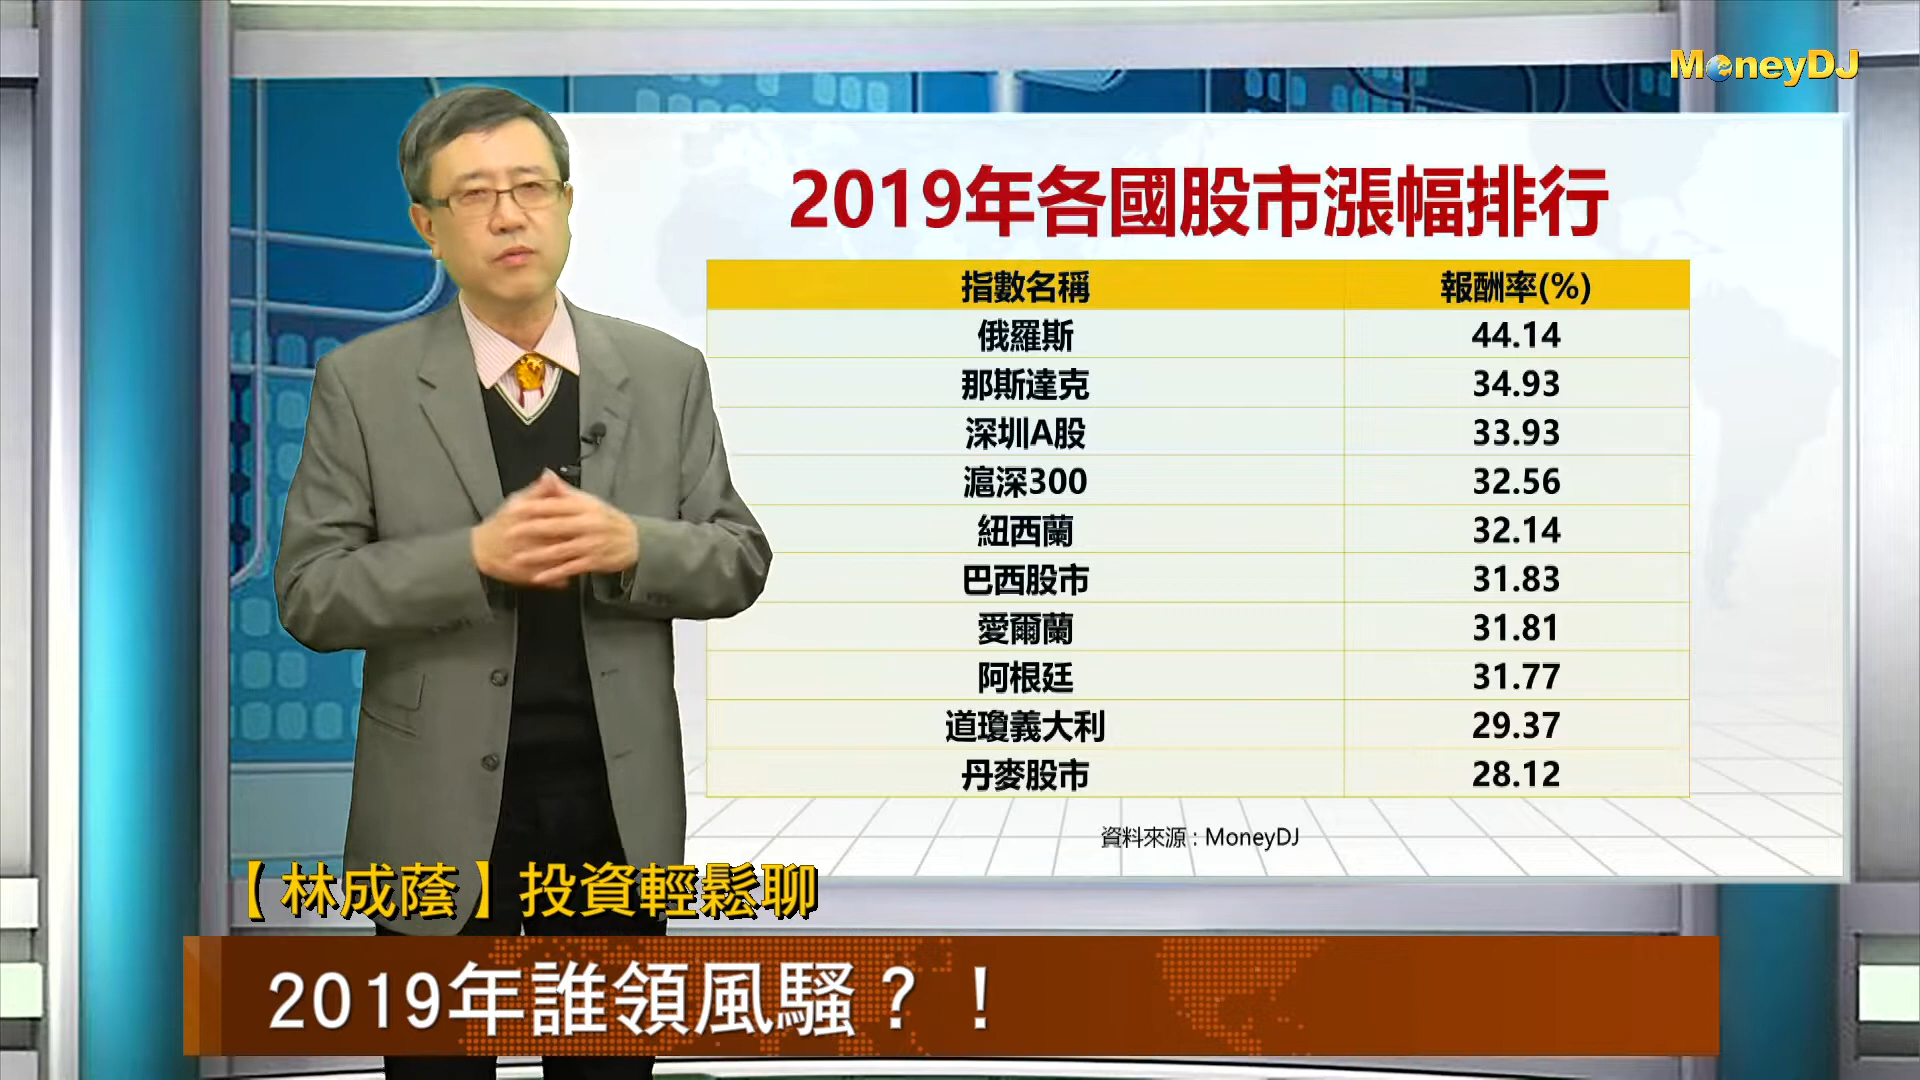 MoneyDJ
2019年各國股市漲幅排行
指數名稱 報酬率(%)
俄羅斯 44.14
那斯達克 34.93
深圳A股 33.93
滬深300 32.56
紐西蘭 32.14
巴西股市 31.83
愛爾蘭 31.81
阿根廷 31.77
道瓊義大利 29.37
丹麥股市 28.12
資料來源 : MoneyDJ
【林成蔭】投資輕鬆聊
2019年誰領風騷？！